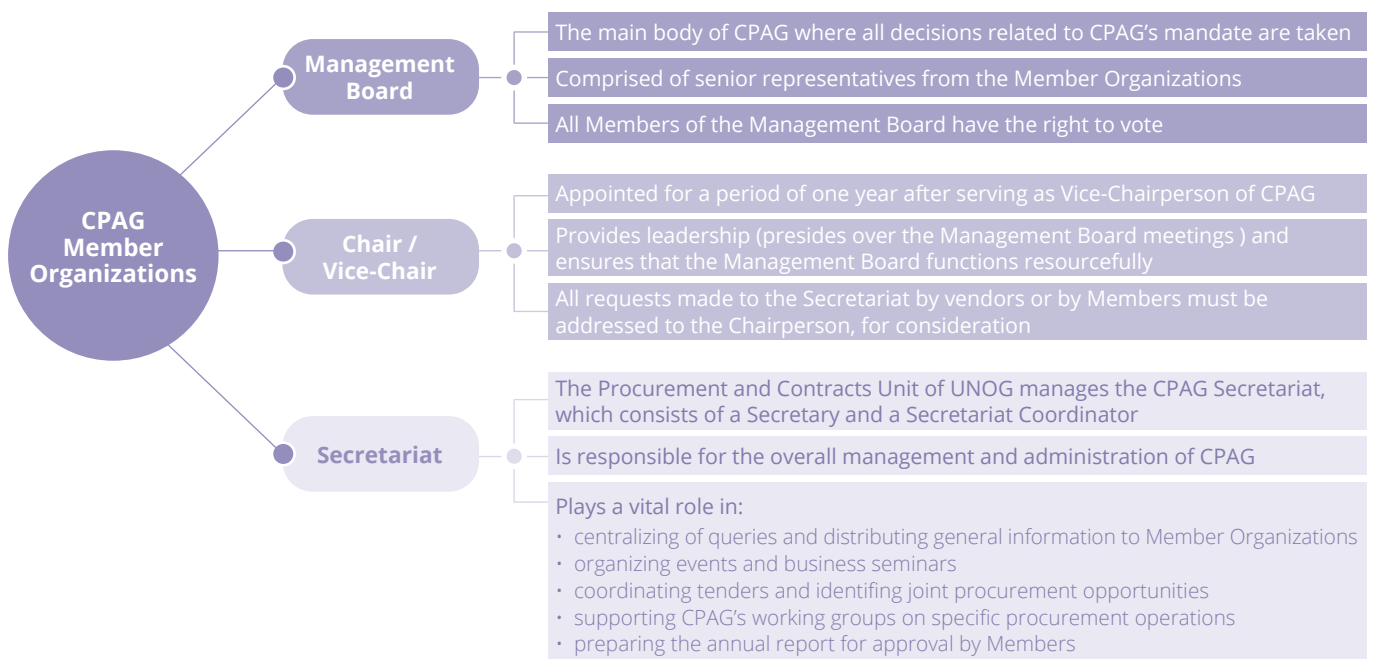 CPAG
Member
Organizations
Management
Board
The main body of CPAG where all decisions related to CPAG's mandate are taken
Comprised of senior representatives from the Member Organizations
All Members of the Management Board have the right to vote
Chair /
Vice-Chair
Appointed for a period of one year after serving as Vice-Chairperson of CPAG
Provides leadership (presides over the Management Board meetings ) and
ensures that the Management Board functions resourcefully
All requests made to the Secretariat by vendors or by Members must be
addressed to the Chairperson, for consideration
Secretariat
The Procurement and Contracts Unit of UNOG manages the CPAG Secretariat,
which consists of a Secretary and a Secretariat Coordinator
Is responsible for the overall management and administration of CPAG
Plays a vital role in:
• centralizing of queries and distributing general information to Member Organizations
• organizing events and business seminars
• coordinating tenders and identifing joint procurement opportunities
• supporting CPAG's working groups on specific procurement operations
• preparing the annual report for approval by Members